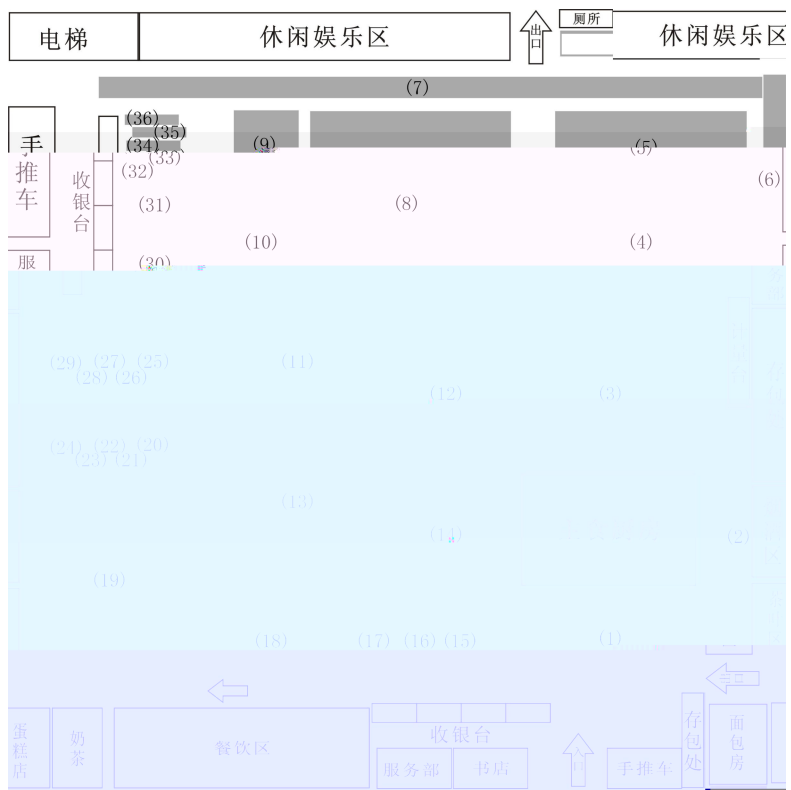 电梯
休闲娱乐区
出口
厕所
休闲娱乐区
(7)
(36)
(35)
(34)
(33)
(32)
(31)
(30)
(9)
(5)
(6)
(8)
(10)
(4)
手推车
收银台
服
(29) (27) (25)
(28) (26)
(11)
(12)
(3)
(24) (22) (20)
(23) (21)
(13)
(14)
(2)
(19)
(18)
(17) (16) (15)
(1)
蛋糕店
奶茶
餐饮区
收银台
服务部
书店
入口
手推车
存包处
面包房